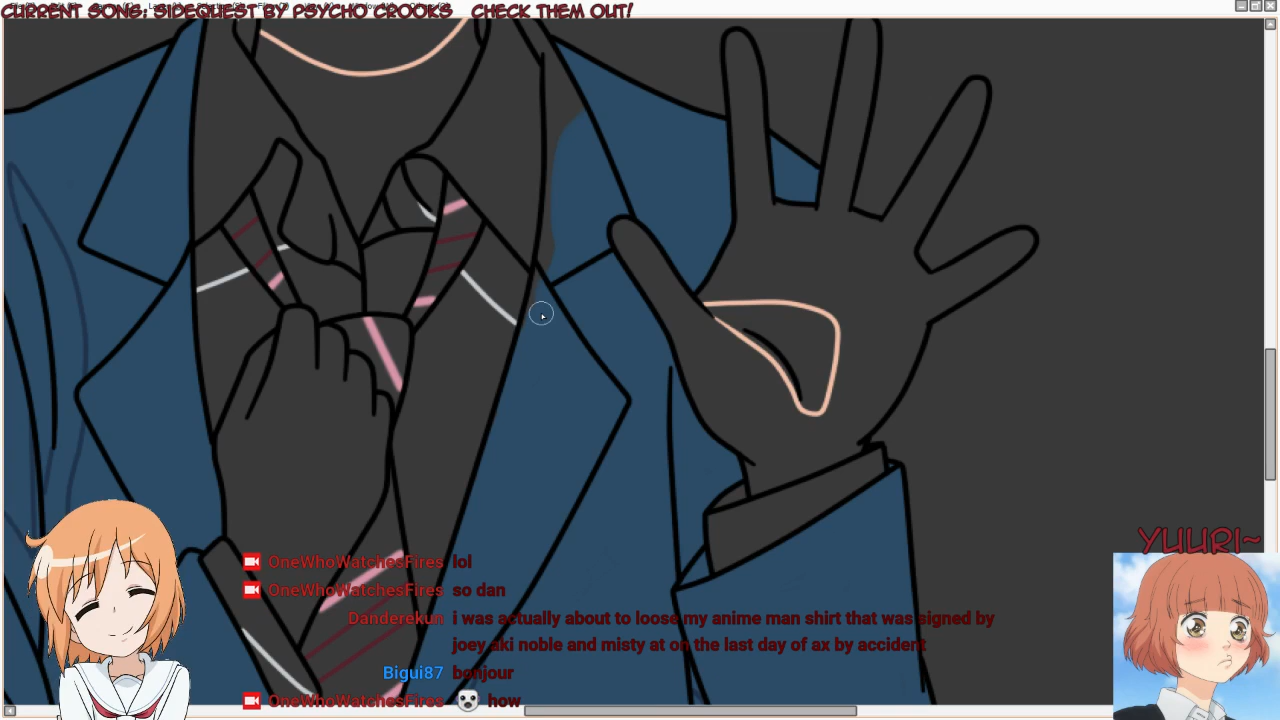 CURRENT SONG: SIDEQUEST BY PSYCHO CROOKS   CHECK THEM OUT!
YUURI~
OneWhoWatchesFires lol
OneWhoWatchesFires so dan
Danderekun i was actually about to loose my anime man shirt that was signed by
joey aki noble and misty at on the last day of ax by accident
Bigui87 bonjour
OneWhoWatchesFires how